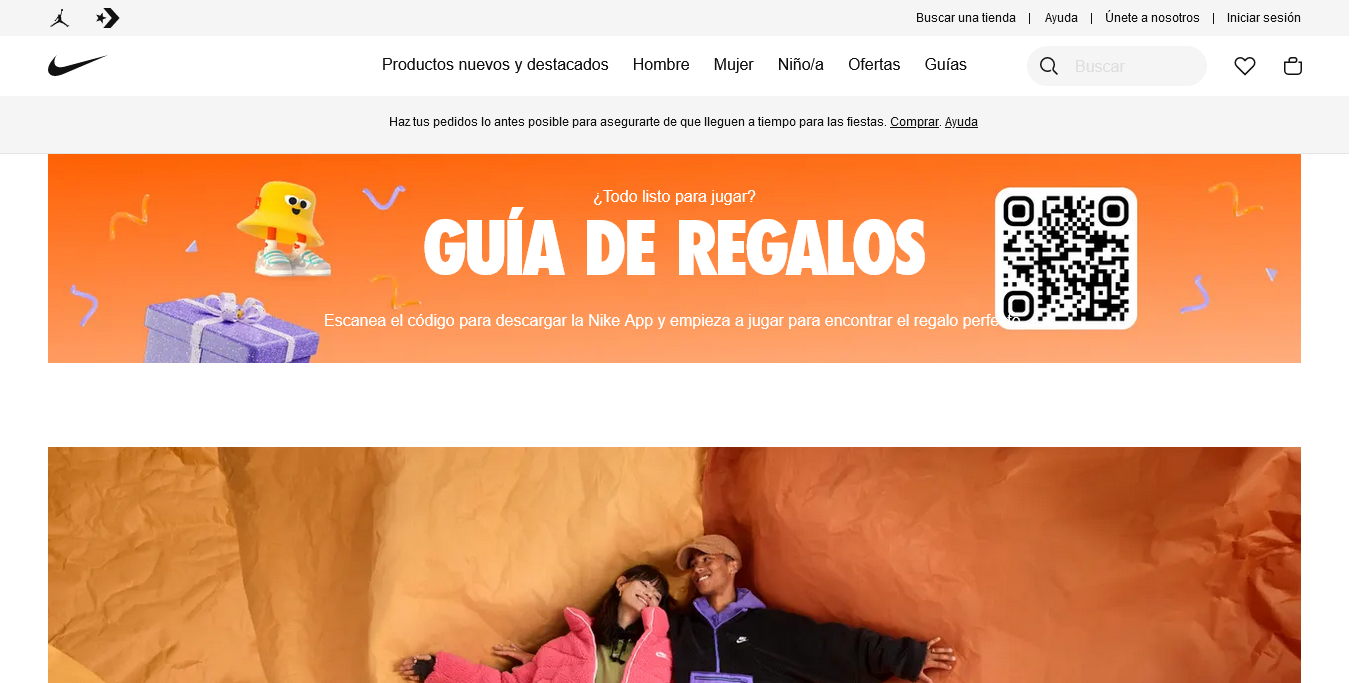 Buscar una tienda | Ayuda | Únete a nosotros | Iniciar sesión
Productos nuevos y destacados Hombre Mujer Niño/a Ofertas Guías Buscar
Haz tus pedidos lo antes posible para asegurarte de que lleguen a tiempo para las fiestas. Comprar. Ayuda
¿Todo listo para jugar?
GUÍA DE REGALOS
Escanea el código para descargar la Nike App y empieza a jugar para encontrar el regalo perfecto.